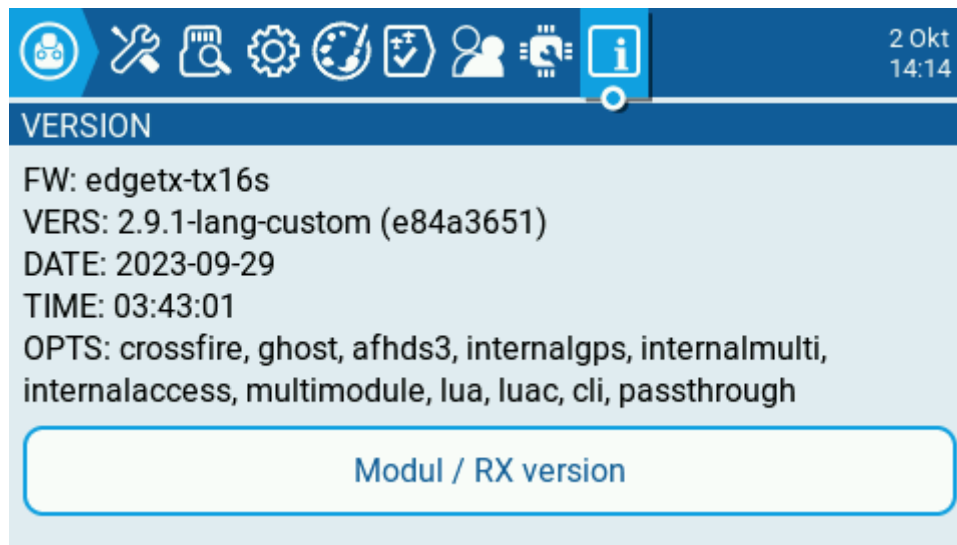 2 Okt
14:14
VERSION
FW: edgetx-tx16s
VERS: 2.9.1-lang-custom (e84a3651)
DATE: 2023-09-29
TIME: 03:43:01
OPTS: crossfire, ghost, afhds3, internalgps, internalmulti,
internalaccess, multimodule, lua, luac, cli, passthrough
Modul / RX version